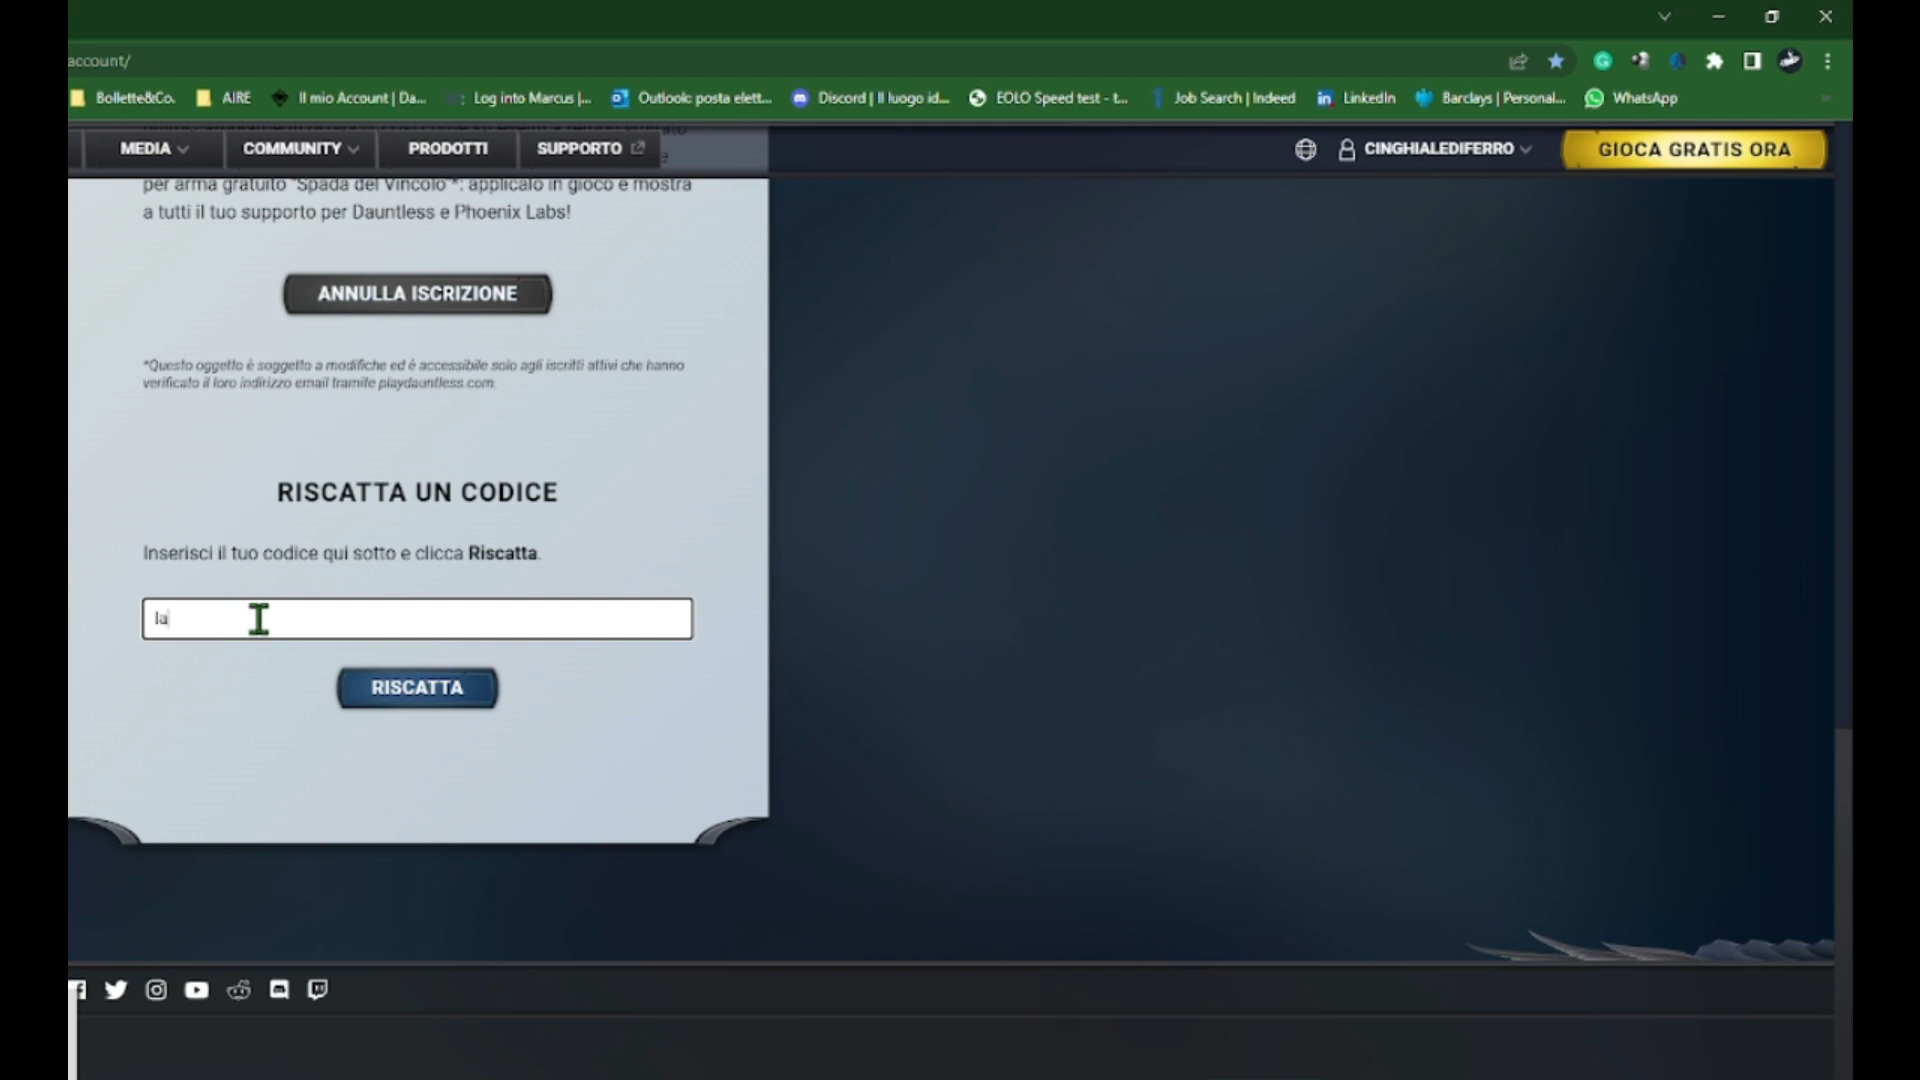 account/
Bollette&Co.
AIRE
Il mio Account | Da...
Log into Marcus |...
Outlook: posta elett...
Discord | Il luogo id...
EOLO Speed test - t...
Job Search | Indeed
LinkedIn
Barclays | Personal...
WhatsApp
MEDIA
COMMUNITY
PRODOTTI
SUPPORTO
CINGHIALEDIFERRO
GIOCA GRATIS ORA
per arma gratuito "Spada del Vincolo"*: applicalo in gioco e mostra
a tutti il tuo supporto per Dauntless e Phoenix Labs!
ANNULLA ISCRIZIONE
*Questo oggetto è soggetto a modifiche ed è accessibile solo agli iscritti attivi che hanno
verificato il loro indirizzo email tramite playdauntless.com.
RISCATTA UN CODICE
Inserisci il tuo codice qui sotto e clicca Riscatta.
la
RISCATTA